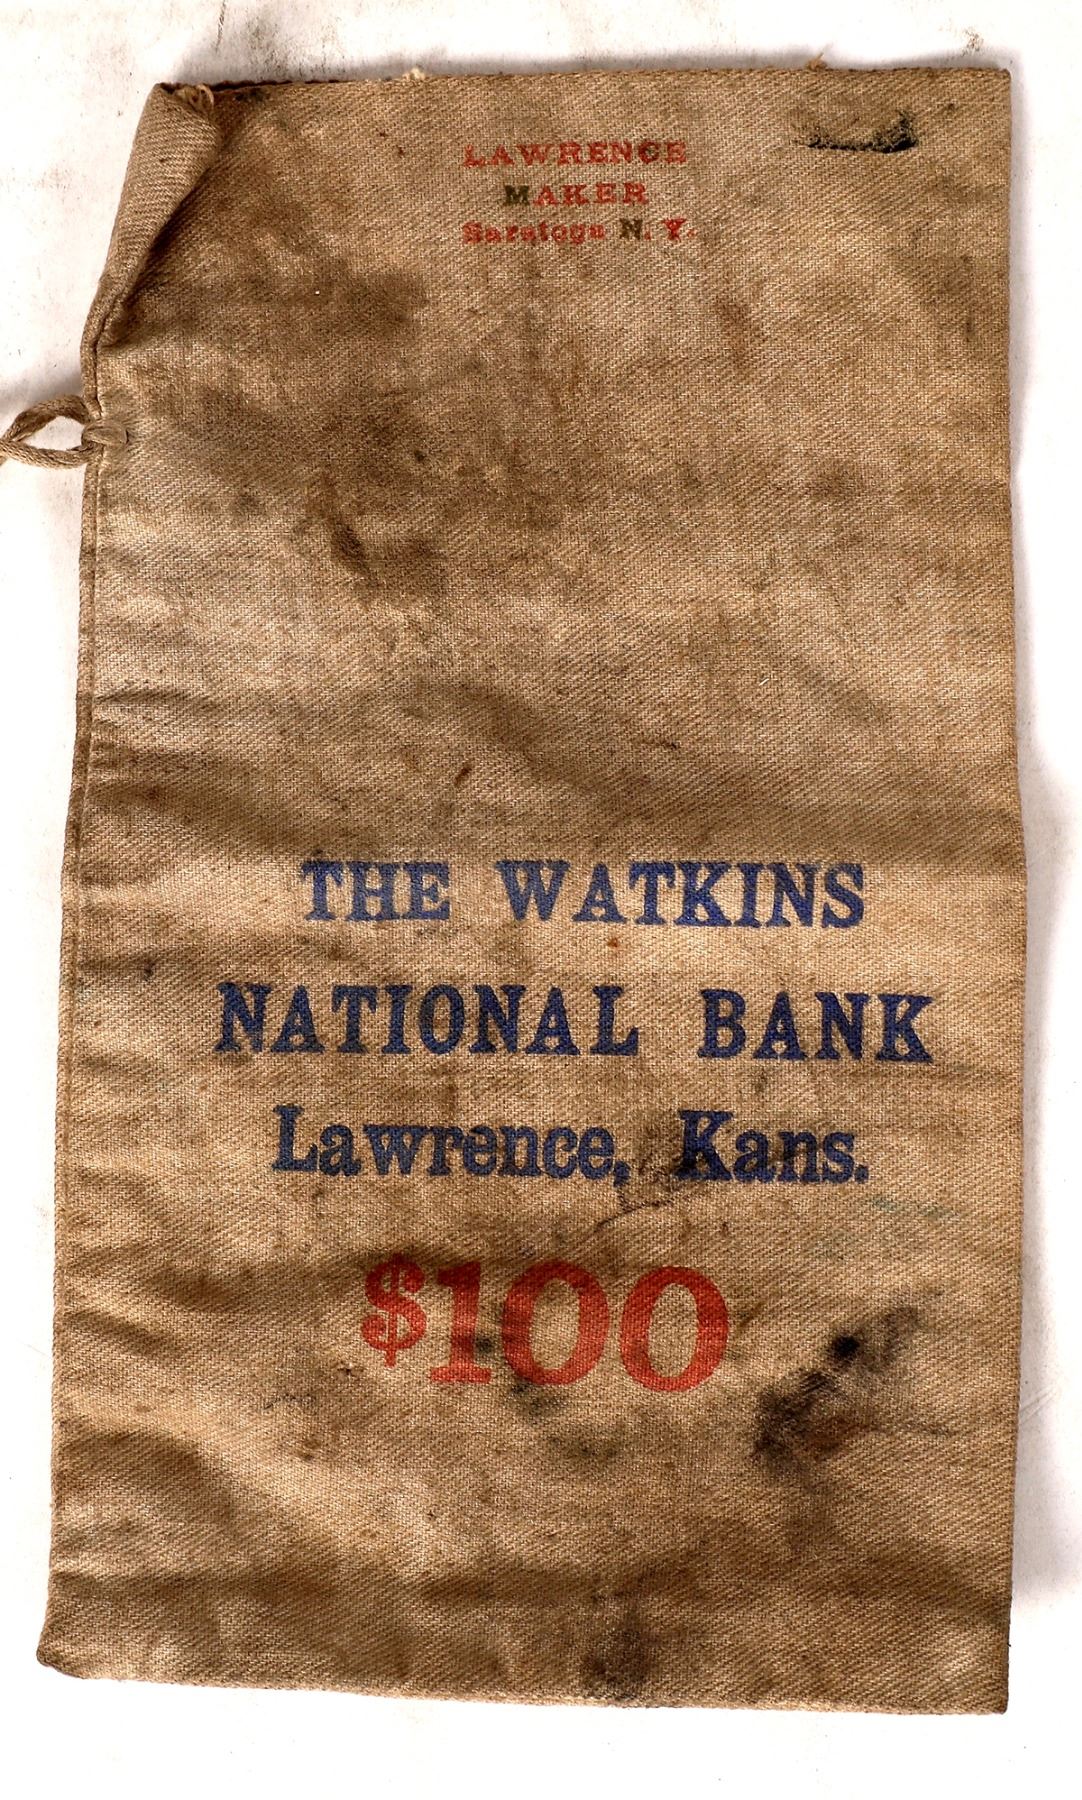 LAWRENCE
MAKER
Saratoga N. Y.
THE WATKINS
NATIONAL BANK
Lawrence, Kans.
$100